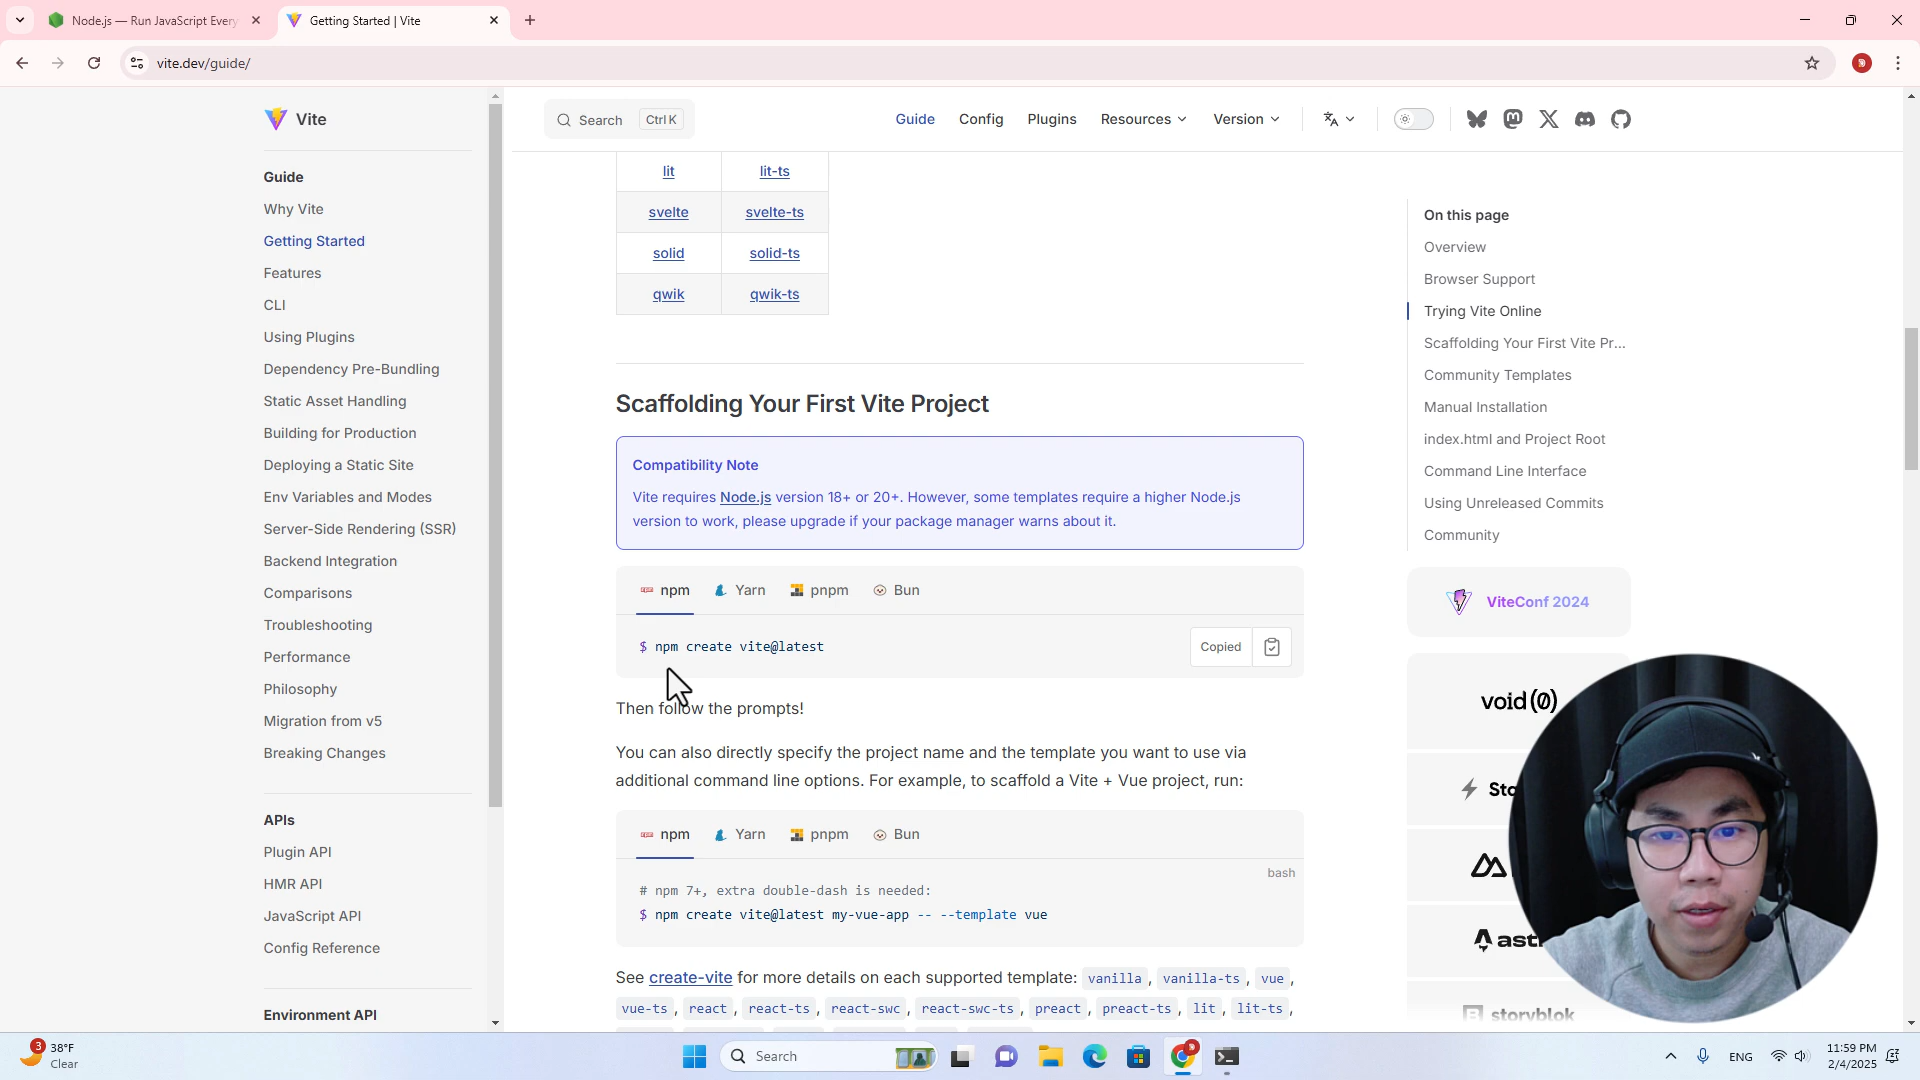 Node.js — Run JavaScript Every
Getting Started | Vite
vite.dev/guide/
Vite
Search
Ctrl K
Guide
Config
Plugins
Resources
Version
Guide
Why Vite
Getting Started
Features
CLI
Using Plugins
Dependency Pre-Bundling
Static Asset Handling
Building for Production
Deploying a Static Site
Env Variables and Modes
Server-Side Rendering (SSR)
Backend Integration
Comparisons
Troubleshooting
Performance
Philosophy
Migration from v5
Breaking Changes
APIs
Plugin API
HMR API
JavaScript API
Config Reference
Environment API
lit lit-ts
svelte svelte-ts
solid solid-ts
qwik qwik-ts
Scaffolding Your First Vite Project
Compatibility Note
Vite requires Node.js version 18+ or 20+. However, some templates require a higher Node.js
version to work, please upgrade if your package manager warns about it.
npm Yarn pnpm Bun
$ npm create vite@latest
Copied
Then follow the prompts!
You can also directly specify the project name and the template you want to use via
additional command line options. For example, to scaffold a Vite + Vue project, run:
npm Yarn pnpm Bun
bash
# npm 7+, extra double-dash is needed:
$ npm create vite@latest my-vue-app -- --template vue
See create-vite for more details on each supported template: vanilla , vanilla-ts , vue ,
vue-ts , react , react-ts , react-swc , react-swc-ts , preact , preact-ts , lit , lit-ts ,
On this page
Overview
Browser Support
Trying Vite Online
Scaffolding Your First Vite Pr...
Community Templates
Manual Installation
index.html and Project Root
Command Line Interface
Using Unreleased Commits
Community
ViteConf 2024
void(0)
Sto
ast
storyblok
3
38°F
Clear
Search
ENG
11:59 PM
2/4/2025